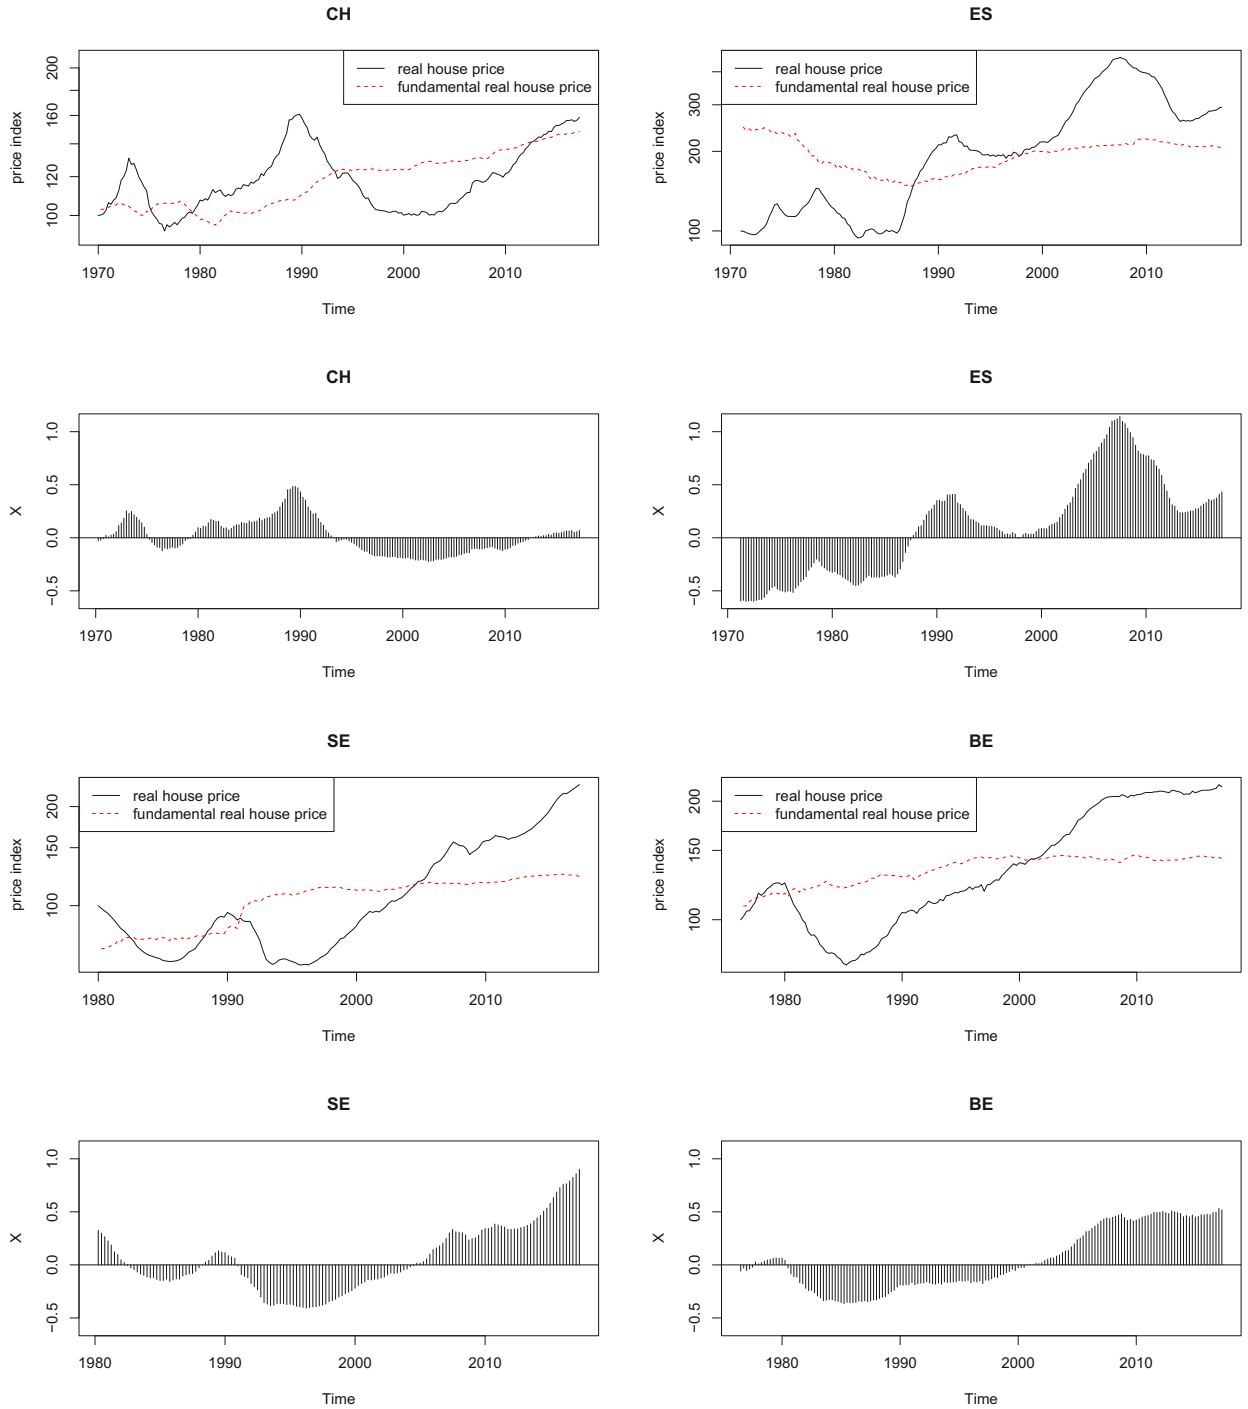 CH
price index
100 120 160 200
real house price
fundamental real house price
1970 1980 1990 2000 2010
Time
ES
price index
100 200 300
real house price
fundamental real house price
1970 1980 1990 2000 2010
Time
CH
X
−0.5 0.0 0.5 1.0
1970 1980 1990 2000 2010
Time
ES
X
−0.5 0.0 0.5 1.0
1970 1980 1990 2000 2010
Time
SE
price index
100 150 200
real house price
fundamental real house price
1980 1990 2000 2010
Time
BE
price index
100 150 200
real house price
fundamental real house price
1980 1990 2000 2010
Time
SE
X
−0.5 0.0 0.5 1.0
1980 1990 2000 2010
Time
BE
X
−0.5 0.0 0.5 1.0
1980 1990 2000 2010
Time